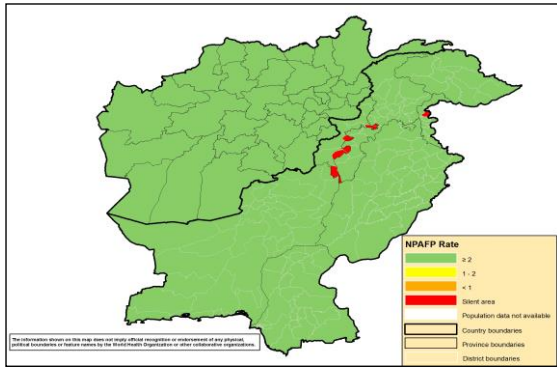 NPAFP Rate
≥ 2
1 - 2
< 1
Silent area
Population data not available
Country boundaries
Province boundaries
District boundaries
The information shown on this map does not imply official recognition or endorsement of any physical,
political boundaries or feature names by the World Health Organization or other collaborative organizations.